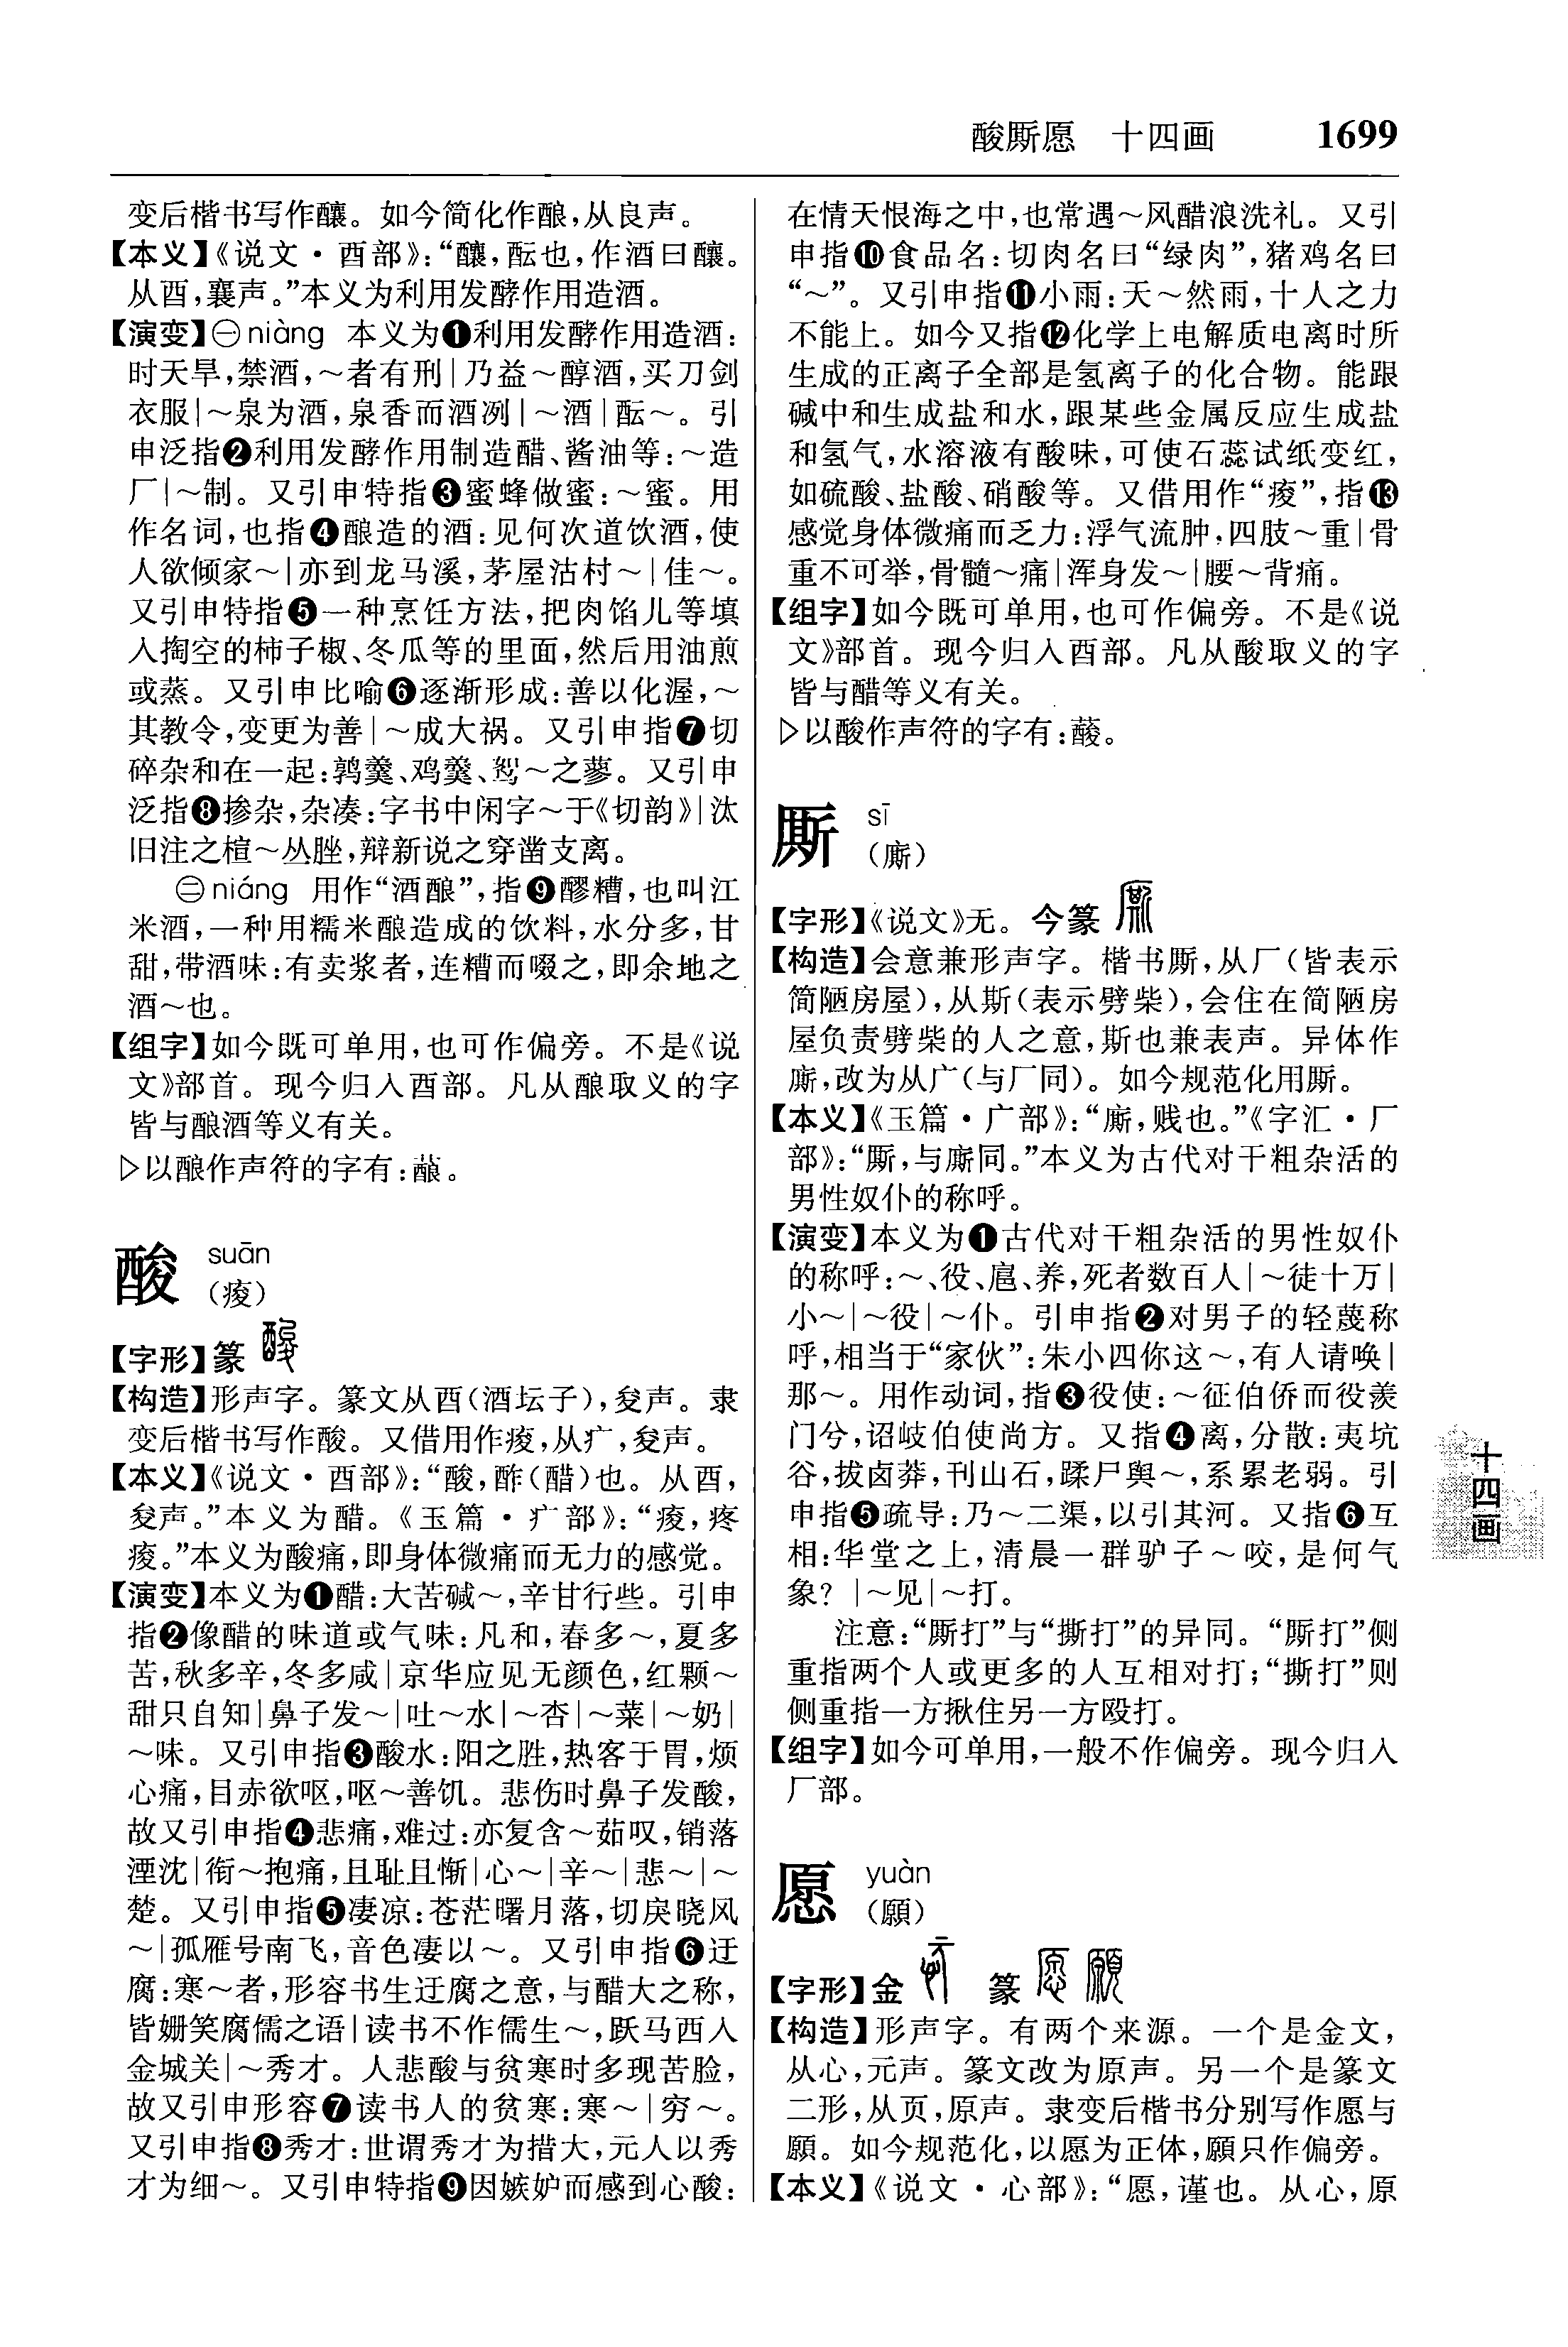 酸厮愿　十四画　1699
变后楷书写作釀。如今简化作酿,从良声。
【本义】《说文·酉部》:“釀,酝也,作酒曰釀。
从酉,襄声。”本义为利用发酵作用造酒。
【演变】㊀niàng　本义为❶利用发酵作用造酒:
时天旱,禁酒,～者有刑|乃益～醇酒,买刀剑
衣服|～泉为酒,泉香而酒洌|～酒|酝～。引
申泛指❷利用发酵作用制造醋、酱油等:～造
厂|～制。又引申特指❸蜜蜂做蜜:～蜜。用
作名词,也指❹酿造的酒:见何次道饮酒,使
人欲倾家～|亦到龙马溪,茅屋沽村～|佳～。
又引申特指❺一种烹饪方法,把肉馅儿等填
入掏空的柿子椒、冬瓜等的里面,然后用油煎
或蒸。又引申比喻❻逐渐形成:善以化渥,～
其教令,变更为善|～成大祸。又引申指❼切
碎杂和在一起:鹑羹、鸡羹、鴽～之蓼。又引申
泛指❽掺杂,杂凑:字书中闲字～于《切韵》|汰
旧注之楦～丛脞,辩新说之穿凿支离。
㊁niáng　用作“酒酿”,指❾醪糟,也叫江
米酒,一种用糯米酿造成的饮料,水分多,甘
甜,带酒味:有卖浆者,连糟而啜之,即余地之
酒～也。
【组字】如今既可单用,也可作偏旁。不是《说
文》部首。现今归入酉部。凡从酿取义的字
皆与酿酒等义有关。
▷以酿作声符的字有:蘸。
酸　suān
(痠)
【字形】篆
【构造】形声字。篆文从酉(酒坛子),夋声。隶
变后楷书写作酸。又借用作痠,从疒,夋声。
【本义】《说文·酉部》:“酸,酢(醋)也。从酉,
夋声。”本义为醋。《玉篇·疒部》:“痠,疼
痠。”本义为酸痛,即身体微痛而无力的感觉。
【演变】本义为❶醋:大苦碱～,辛甘行些。引申
指❷像醋的味道或气味:凡和,春多～,夏多
苦,秋多辛,冬多咸|京华应见无颜色,红颗～
甜只自知|鼻子发～|吐～水|～杏|～菜|～奶|
～味。又引申指❸酸水:阳之胜,热客于胃,烦
心痛,目赤欲呕,呕～善饥。悲伤时鼻子发酸,
故又引申指❹悲痛,难过:亦复含～茹叹,销落
湮沈|衔～抱痛,且耻且惭|心～|辛～|悲～|～
楚。又引申指❺凄凉:苍茫曙月落,切戾晓风
～|孤雁号南飞,音色凄以～。又引申指❻迂
腐:寒～者,形容书生迂腐之意,与醋大之称,
皆姗笑腐儒之语|读书不作儒生～,跃马西入
金城关|～秀才。人悲酸与贫寒时多现苦脸,
故又引申形容❼读书人的贫寒:寒～|穷～。
又引申指❽秀才:世谓秀才为措大,元人以秀
才为细～。又引申特指❾因嫉妒而感到心酸:
在情天恨海之中,也常遇～风醋浪洗礼。又引
申指❿食品名:切肉名曰“绿肉”,猪鸡名曰
“～”。又引申指⓫小雨:天～然雨,十人之力
不能上。如今又指⓬化学上电解质电离时所
生成的正离子全部是氢离子的化合物。能跟
碱中和生成盐和水,跟某些金属反应生成盐
和氢气,水溶液有酸味,可使石蕊试纸变红,
如硫酸、盐酸、硝酸等。又借用作“痠”,指⓭
感觉身体微痛而乏力:浮气流肿,四肢～重|骨
重不可举,骨髓～痛|浑身发～|腰～背痛。
【组字】如今既可单用,也可作偏旁。不是《说
文》部首。现今归入酉部。凡从酸取义的字
皆与醋等义有关。
▷以酸作声符的字有:䔘。
厮　sī
(廝)
【字形】《说文》无。今篆
【构造】会意兼形声字。楷书厮,从厂(皆表示
简陋房屋),从斯(表示劈柴),会住在简陋房
屋负责劈柴的人之意,斯也兼表声。异体作
廝,改为从广(与厂同)。如今规范化用厮。
【本义】《玉篇·广部》:“廝,贱也。”《字汇·厂
部》:“厮,与廝同。”本义为古代对干粗杂活的
男性奴仆的称呼。
【演变】本义为❶古代对干粗杂活的男性奴仆
的称呼:～、役、扈、养,死者数百人|～徒十万|
小～|～役|～仆。引申指❷对男子的轻蔑称
呼,相当于“家伙”:朱小四你这～,有人请唤|
那～。用作动词,指❸役使:～征伯侨而役羡
门兮,诏岐伯使尚方。又指❹离,分散:夷坑
谷,拔卤莽,刊山石,蹂尸舆～,系累老弱。引
申指❺疏导:乃～二渠,以引其河。又指❻互
相:华堂之上,清晨一群驴子～咬,是何气
象?|～见|～打。
注意:“厮打”与“撕打”的异同。“厮打”侧
重指两个人或更多的人互相对打;“撕打”则
侧重指一方揪住另一方殴打。
【组字】如今可单用,一般不作偏旁。现今归入
厂部。
愿　yuàn
(願)
【字形】金　篆
【构造】形声字。有两个来源。一个是金文,
从心,元声。篆文改为原声。另一个是篆文
二形,从页,原声。隶变后楷书分别写作愿与
願。如今规范化,以愿为正体,願只作偏旁。
【本义】《说文·心部》:“愿,谨也。从心,原
十四画